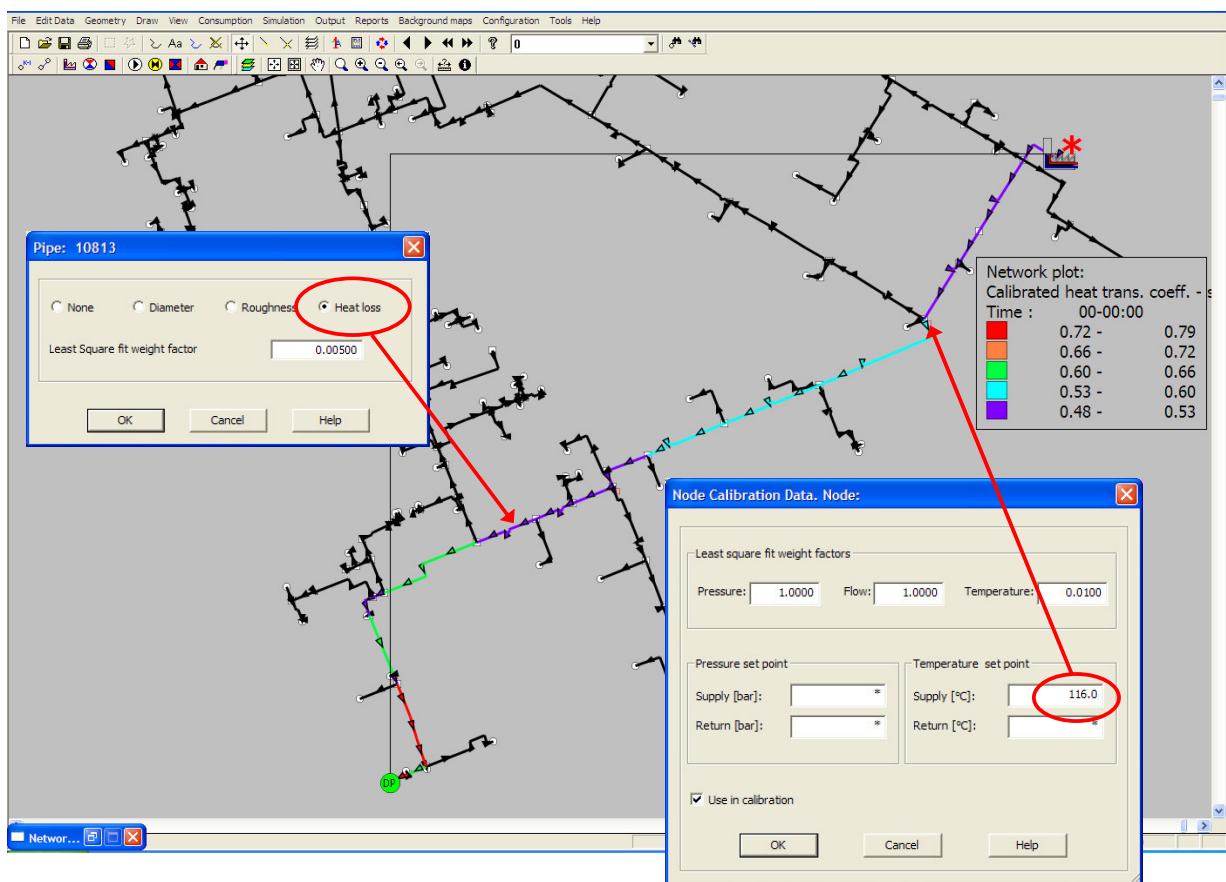 File Edit Data Geometry Draw View Consumption Simulation Output Reports Background maps Configuration Tools Help
Aa 0
Pipe: 10813
None Diameter Roughness Heat loss
Least Square fit weight factor 0.00500
OK Cancel Help
Network plot:
Calibrated heat trans. coeff. - s
Time : 00-00:00
0.72 - 0.79
0.66 - 0.72
0.60 - 0.66
0.53 - 0.60
0.48 - 0.53
Node Calibration Data. Node:
Least square fit weight factors
Pressure: 1.0000 Flow: 1.0000 Temperature: 0.0100
Pressure set point
Supply [bar]: *
Return [bar]: *
Temperature set point
Supply [°C]: 116.0
Return [°C]: *
Use in calibration
OK Cancel Help
DP
Networ...